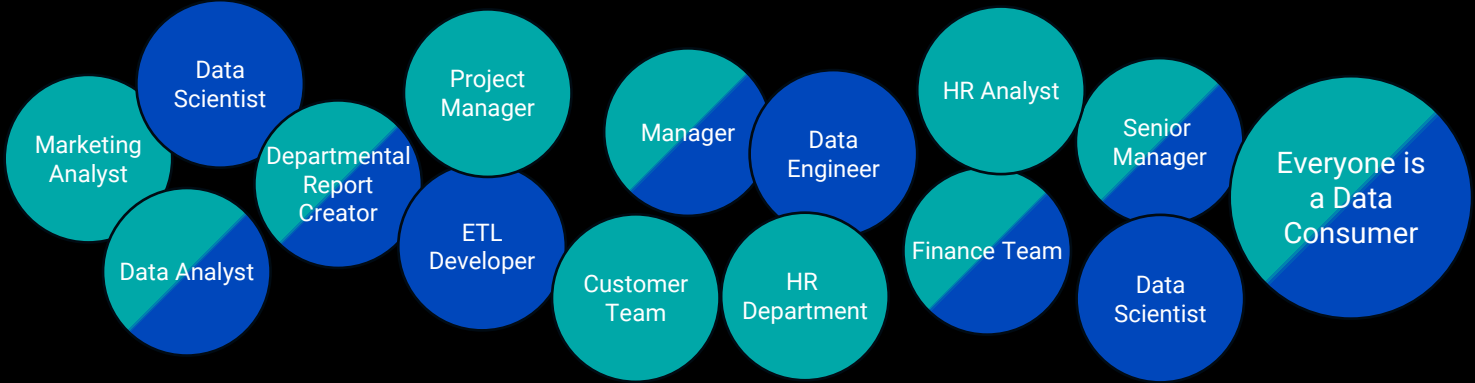 Marketing
Analyst
Data
Scientist
Data Analyst
Departmental
Report
Creator
Project
Manager
ETL
Developer
Customer
Team
Manager
Data
Engineer
HR
Department
HR Analyst
Finance Team
Senior
Manager
Data
Scientist
Everyone is
a Data
Consumer